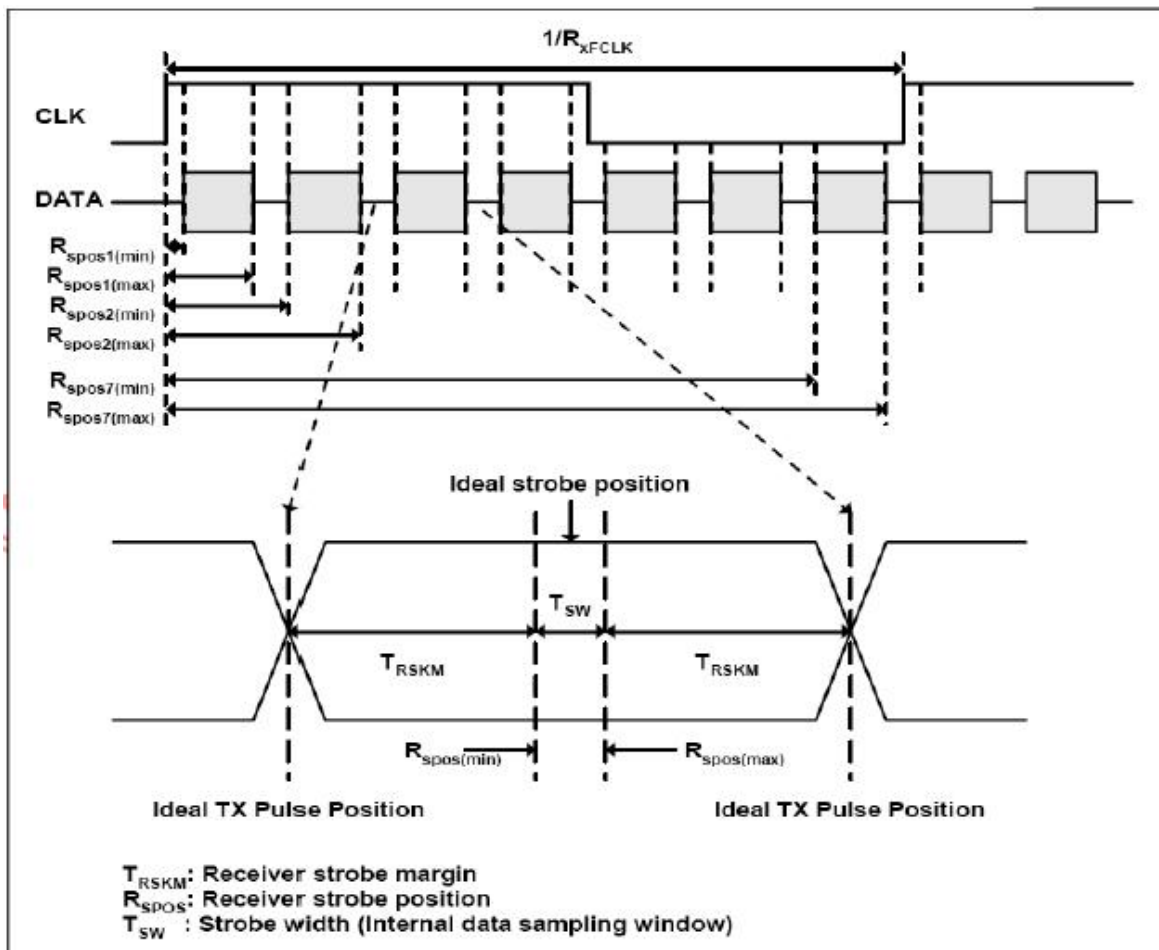 1/RxFCLK
CLK
DATA
Rspos1(min)
Rspos1(max)
Rspos2(min)
Rspos2(max)
Rspos7(min)
Rspos7(max)
Ideal strobe position
TSW
TRSKM TRSKM
Rspos(min) Rspos(max)
Ideal TX Pulse Position Ideal TX Pulse Position
TRSKM: Receiver strobe margin
RSPOS: Receiver strobe position
TSW : Strobe width (Internal data sampling window)